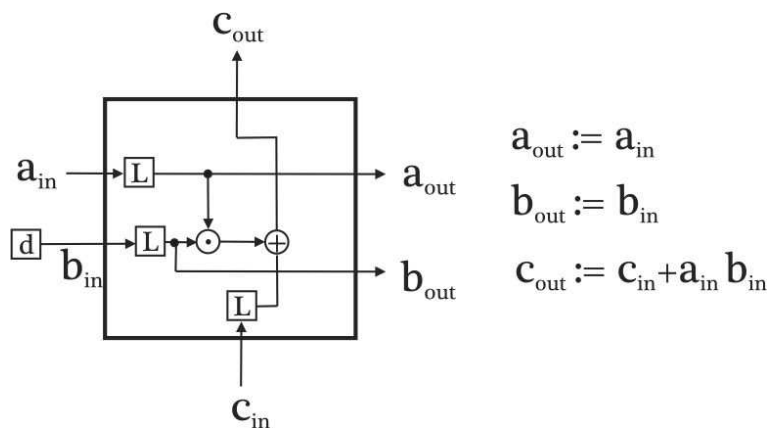 c_out
a_in
L
a_out
a_out := a_in
d
b_in
L
b_out
b_out := b_in
L
c_out := c_in+a_in b_in
c_in